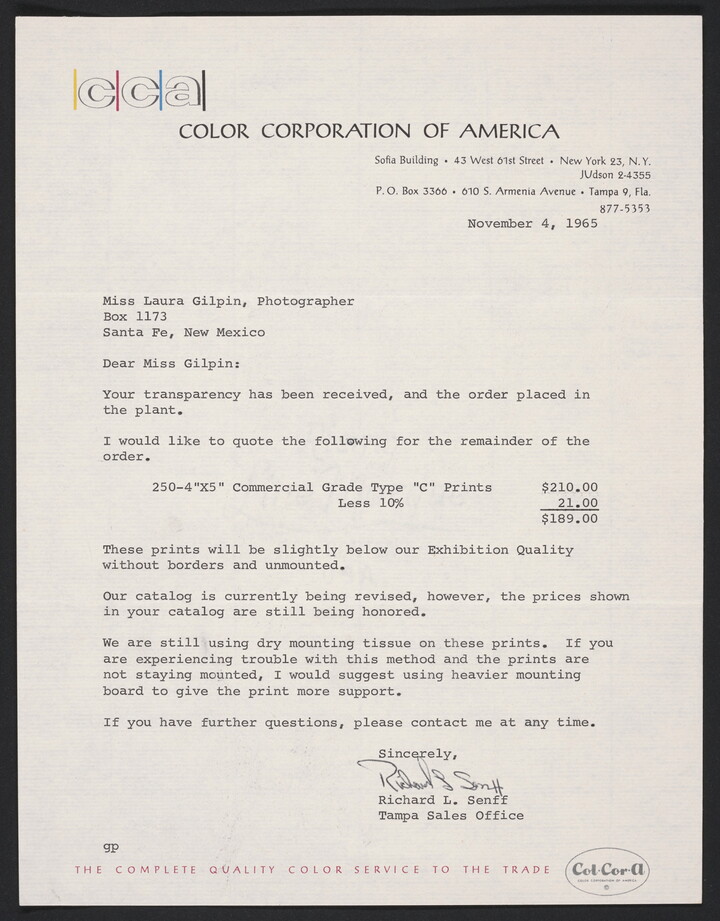 cca
COLOR CORPORATION OF AMERICA
Sofia Building • 43 West 61st Street • New York 23, N.Y.
JUdson 2-4355
P.O. Box 3366 • 610 S. Armenia Avenue • Tampa 9, Fla.
877-5353
November 4, 1965
Miss Laura Gilpin, Photographer
Box 1173
Santa Fe, New Mexico
Dear Miss Gilpin:
Your transparency has been received, and the order placed in
the plant.
I would like to quote the following for the remainder of the
order.
250-4"X5" Commercial Grade Type "C" Prints $210.00
Less 10% 21.00
$189.00
These prints will be slightly below our Exhibition Quality
without borders and unmounted.
Our catalog is currently being revised, however, the prices shown
in your catalog are still being honored.
We are still using dry mounting tissue on these prints. If you
are experiencing trouble with this method and the prints are
not staying mounted, I would suggest using heavier mounting
board to give the print more support.
If you have further questions, please contact me at any time.
Sincerely,
Richard L Senff
Richard L. Senff
Tampa Sales Office
gp
THE COMPLETE QUALITY COLOR SERVICE TO THE TRADE
Col·Cor·A
COLOR CORPORATION OF AMERICA
©